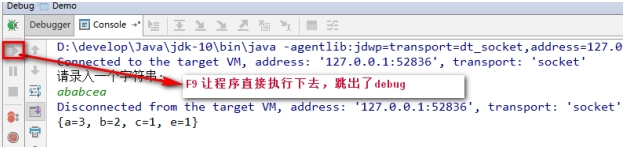 Debug Demo
Debugger Console
D:\develop\Java\jdk-10\bin\java -agentlib:jdwp=transport=dt_socket,address=127.0
Connected to the target VM, address: '127.0.0.1:52836', transport: 'socket'
请录入一个字符串:
F9 让程序直接执行下去，跳出了debug
ababcea
Disconnected from the target VM, address: '127.0.0.1:52836', transport: 'socket'
{a=3, b=2, c=1, e=1}